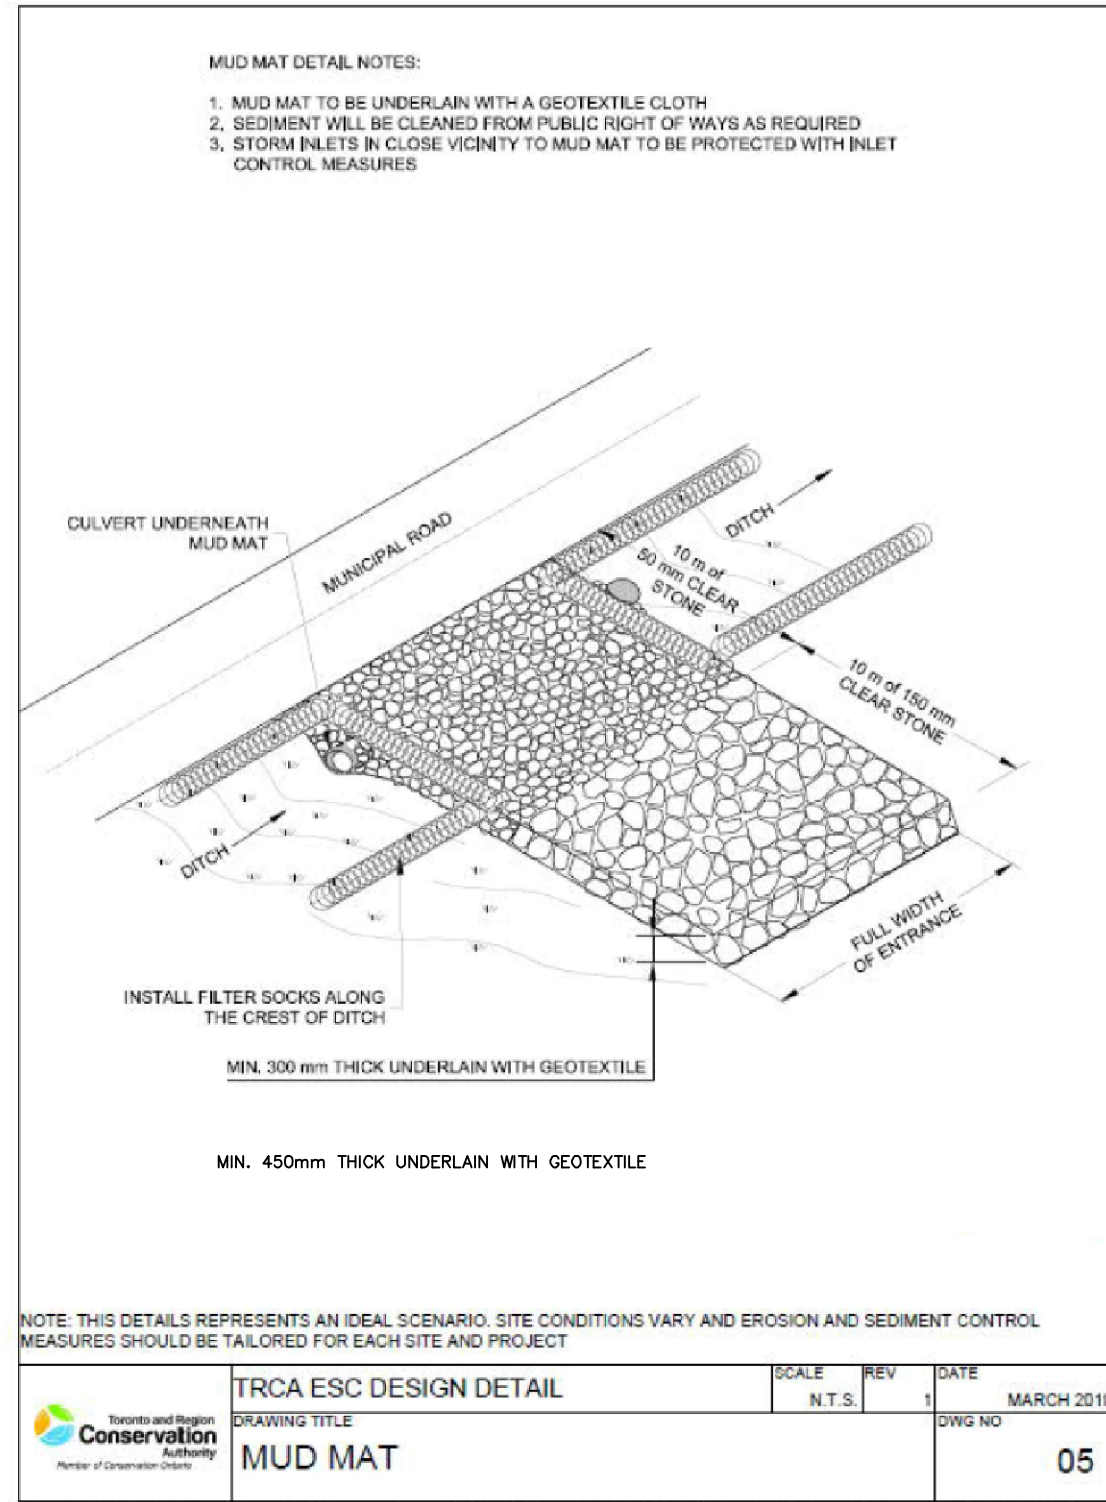 MUD MAT DETAIL NOTES:
1. MUD MAT TO BE UNDERLAIN WITH A GEOTEXTILE CLOTH
2. SEDIMENT WILL BE CLEANED FROM PUBLIC RIGHT OF WAYS AS REQUIRED
3. STORM INLETS IN CLOSE VICINITY TO MUD MAT TO BE PROTECTED WITH INLET
CONTROL MEASURES
CULVERT UNDERNEATH
MUD MAT
MUNICIPAL ROAD
DITCH
10 m of
50 mm CLEAR
STONE
10 m of 150 mm
CLEAR STONE
DITCH
FULL WIDTH
OF ENTRANCE
INSTALL FILTER SOCKS ALONG
THE CREST OF DITCH
MIN. 300 mm THICK UNDERLAIN WITH GEOTEXTILE
MIN. 450mm THICK UNDERLAIN WITH GEOTEXTILE
NOTE: THIS DETAILS REPRESENTS AN IDEAL SCENARIO. SITE CONDITIONS VARY AND EROSION AND SEDIMENT CONTROL
MEASURES SHOULD BE TAILORED FOR EACH SITE AND PROJECT
Toronto and Region
Conservation
Authority
Member of Conservation Ontario
TRCA ESC DESIGN DETAIL
SCALE
N.T.S.
REV
1
DATE
MARCH
DRAWING TITLE
MUD MAT
DWG NO
05